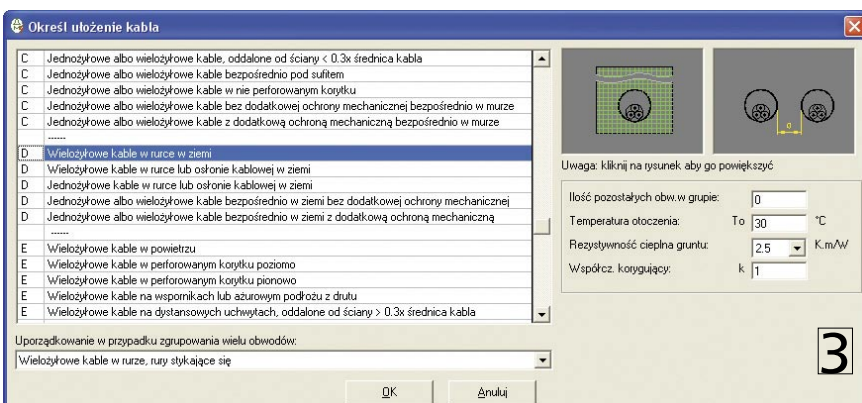 Określ ułożenie kabla
C Jednożyłowe albo wielożyłowe kable, oddalone od ściany < 0.3x średnica kabla
C Jednożyłowe albo wielożyłowe kable bezpośrednio pod sufitem
C Jednożyłowe albo wielożyłowe kable w nie perforowanym korytku
C Jednożyłowe albo wielożyłowe kable bez dodatkowej ochrony mechanicznej bezpośrednio w murze
C Jednożyłowe albo wielożyłowe kable z dodatkową ochroną mechaniczną bezpośrednio w murze
------
D Wielożyłowe kable w rurce w ziemi
D Wielożyłowe kable w rurce lub osłonie kablowej w ziemi
D Jednożyłowe kable w rurce lub osłonie kablowej w ziemi
D Jednożyłowe albo wielożyłowe kable bezpośrednio w ziemi bez dodatkowej ochrony mechanicznej
D Jednożyłowe albo wielożyłowe kable bezpośrednio w ziemi z dodatkową ochroną mechaniczną
------
E Wielożyłowe kable w powietrzu
E Wielożyłowe kable w perforowanym korytku poziomo
E Wielożyłowe kable w perforowanym korytku pionowo
E Wielożyłowe kable na wspornikach lub ażurowym podłożu z drutu
E Wielożyłowe kable na dystansowych uchwytach, oddalone od ściany > 0.3x średnica kabla
Uporządkowanie w przypadku zgrupowania wielu obwodów:
Wielożyłowe kable w rurze, rury stykające się
OK Anuluj
a
Uwaga: kliknij na rysunek aby go powiększyć
Ilość pozostałych obw.w grupie: 0
Temperatura otoczenia: To 30 °C
Rezystywność cieplna gruntu: 2.5 K.m/W
Współcz. korygujący: k 1
3